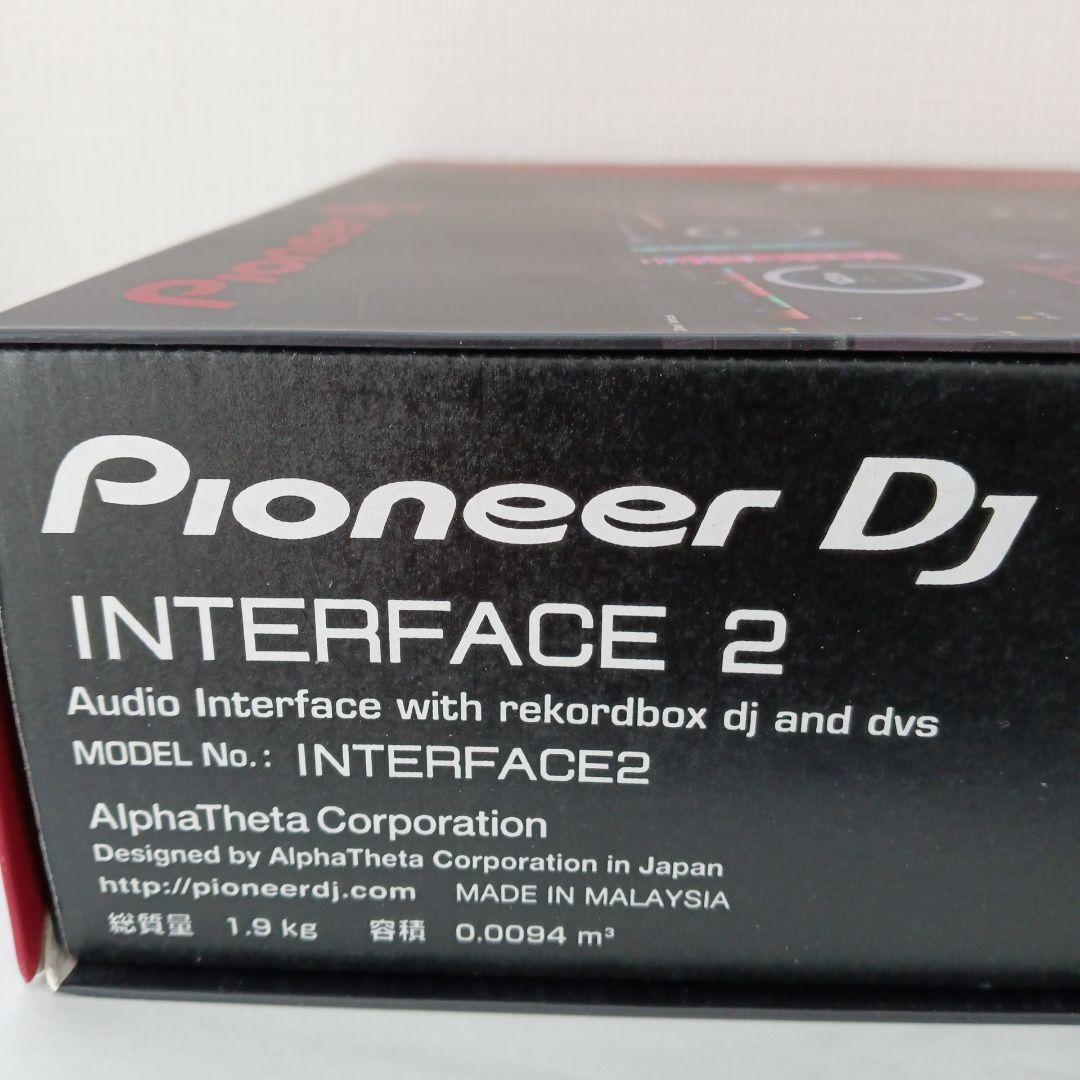 Pioneer Dj
Pioneer Dj
INTERFACE 2
Audio Interface with rekordbox dj and dvs
MODEL No.: INTERFACE2
AlphaTheta Corporation
Designed by AlphaTheta Corporation in Japan
http://pioneerdj.com MADE IN MALAYSIA
総質量 1.9 kg 容積 0.0094 m³